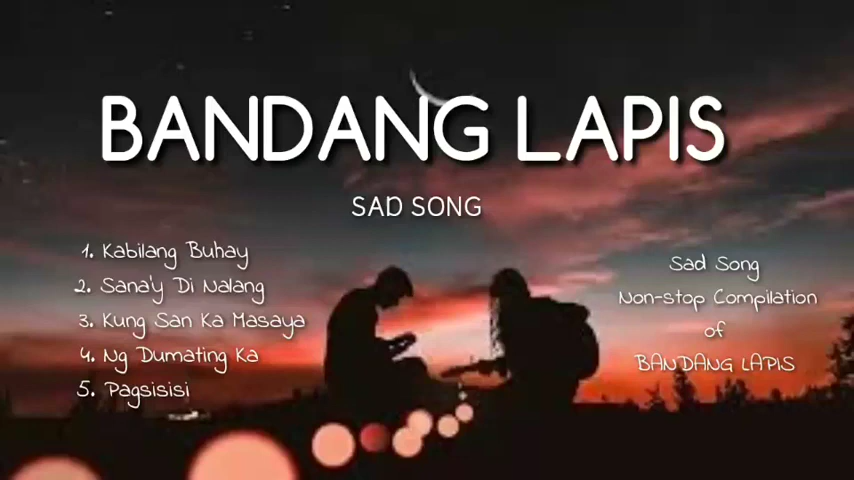 BANDANG LAPIS
SAD SONG
1. Kabilang Buhay
2. Sana'y Di Nalang
3. Kung San Ka Masaya
4. Ng Dumating Ka
5. Pagsisisi
Sad Song
Non-stop Compilation
of
BANDANG LAPIS